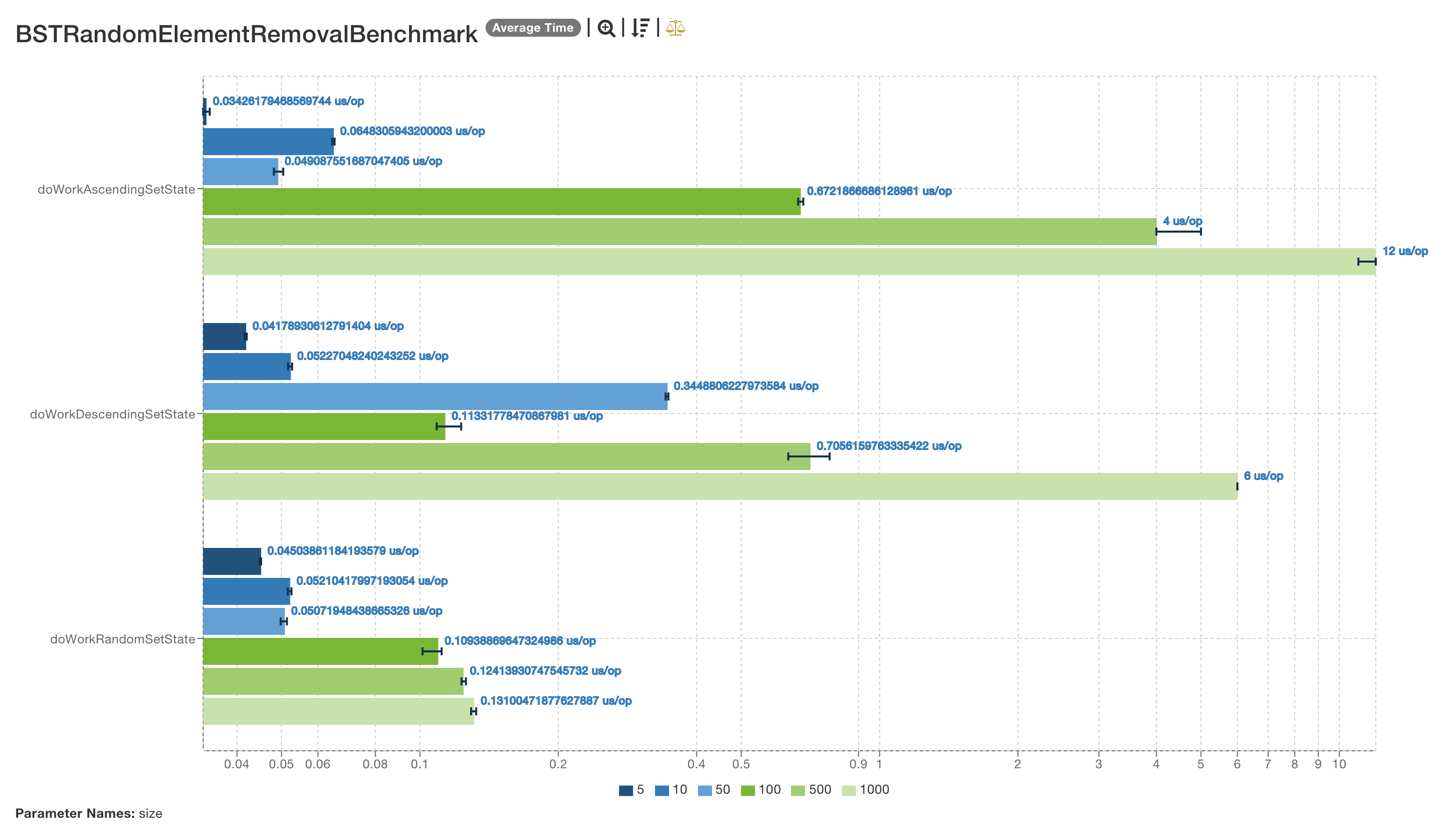 BSTRandomElementRemovalBenchmark Average Time
0.03426179468569744 us/op
0.0648305943200003 us/op
0.049087551687047405 us/op
doWorkAscendingSetState
0.6721866686128961 us/op
4 us/op
12 us/op
0.04178930612791404 us/op
0.05227048240243252 us/op
0.3448806227973584 us/op
doWorkDescendingSetState
0.11331778470867981 us/op
0.7056159763335422 us/op
6 us/op
0.04503861184193579 us/op
0.05210417997193054 us/op
0.05071948438665326 us/op
doWorkRandomSetState
0.10938869647324986 us/op
0.12413930747545732 us/op
0.13100471877627887 us/op
0.04 0.05 0.06 0.08 0.1 0.2 0.4 0.5 0.9 1 2 3 4 5 6 7 8 9 10
5 10 50 100 500 1000
Parameter Names: size